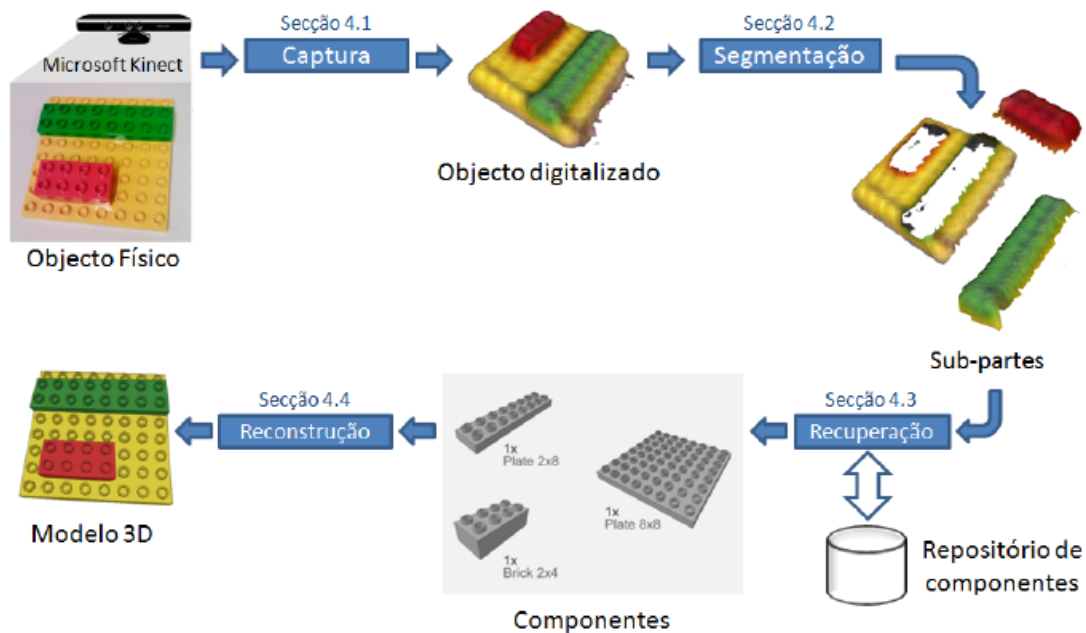 Secção 4.1
Captura
Secção 4.2
Segmentação
Microsoft Kinect
Objecto digitalizado
Objecto Físico
Sub-partes
Secção 4.4
Reconstrução
Secção 4.3
Recuperação
1x
Plate 2x8
1x
Plate 8x8
1x
Brick 2x4
Modelo 3D
Repositório de
componentes
Componentes